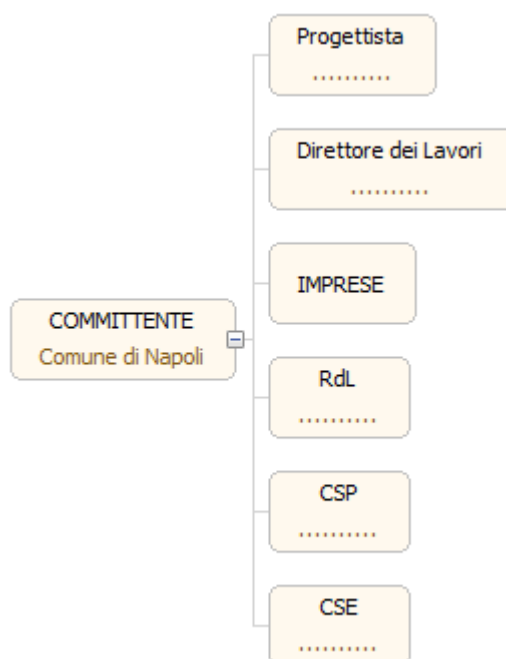 Progettista
..........
Direttore dei Lavori
..........
IMPRESE
COMMITTENTE
Comune di Napoli
RdL
..........
CSP
..........
CSE
..........